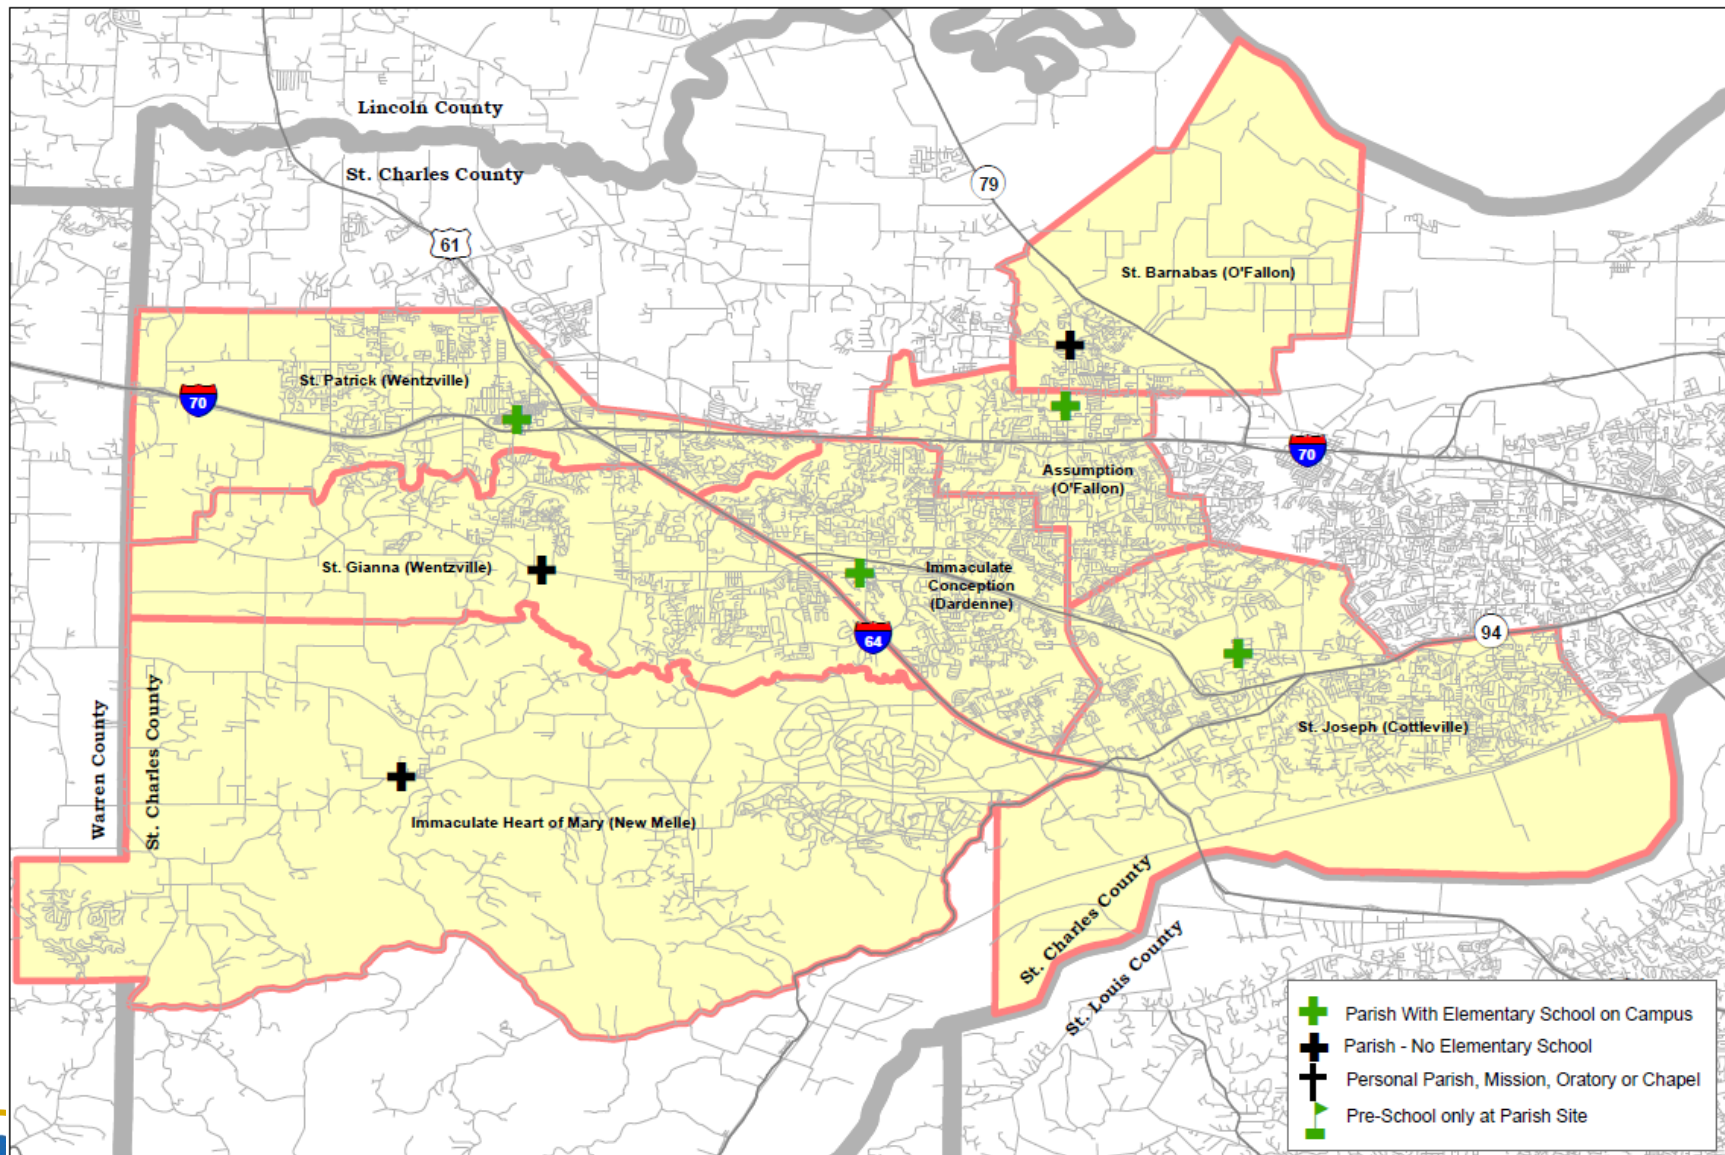 Lincoln County
St. Charles County
79
61
St. Barnabas (O'Fallon)
St. Patrick (Wentzville)
70
70
Assumption
(O'Fallon)
St. Gianna (Wentzville)
Immaculate
Conception
(Dardenne)
64
94
St. Joseph (Cottleville)
Warren County
St. Charles County
Immaculate Heart of Mary (New Melle)
St. Charles County
St. Louis County
Parish With Elementary School on Campus
Parish - No Elementary School
Personal Parish, Mission, Oratory or Chapel
Pre-School only at Parish Site